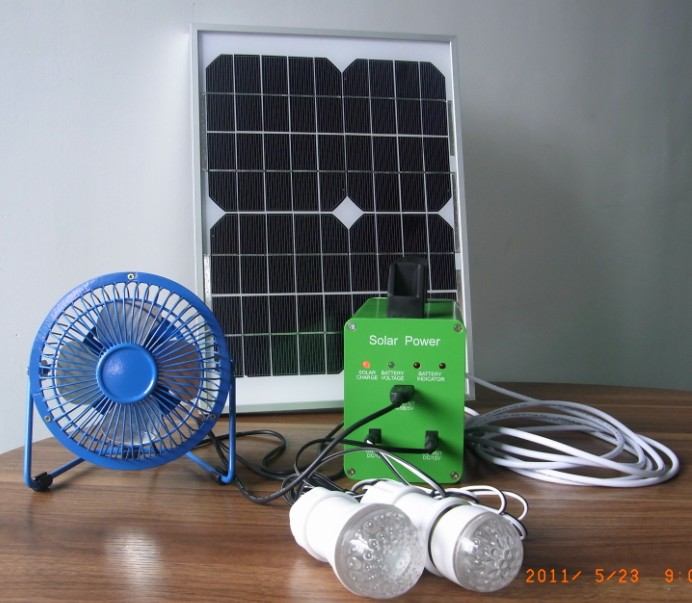 Solar Power
SOLAR CHARGE
BATTERY VOLTAGE
BATTERY INDICATOR
2011/ 5/23 9:0